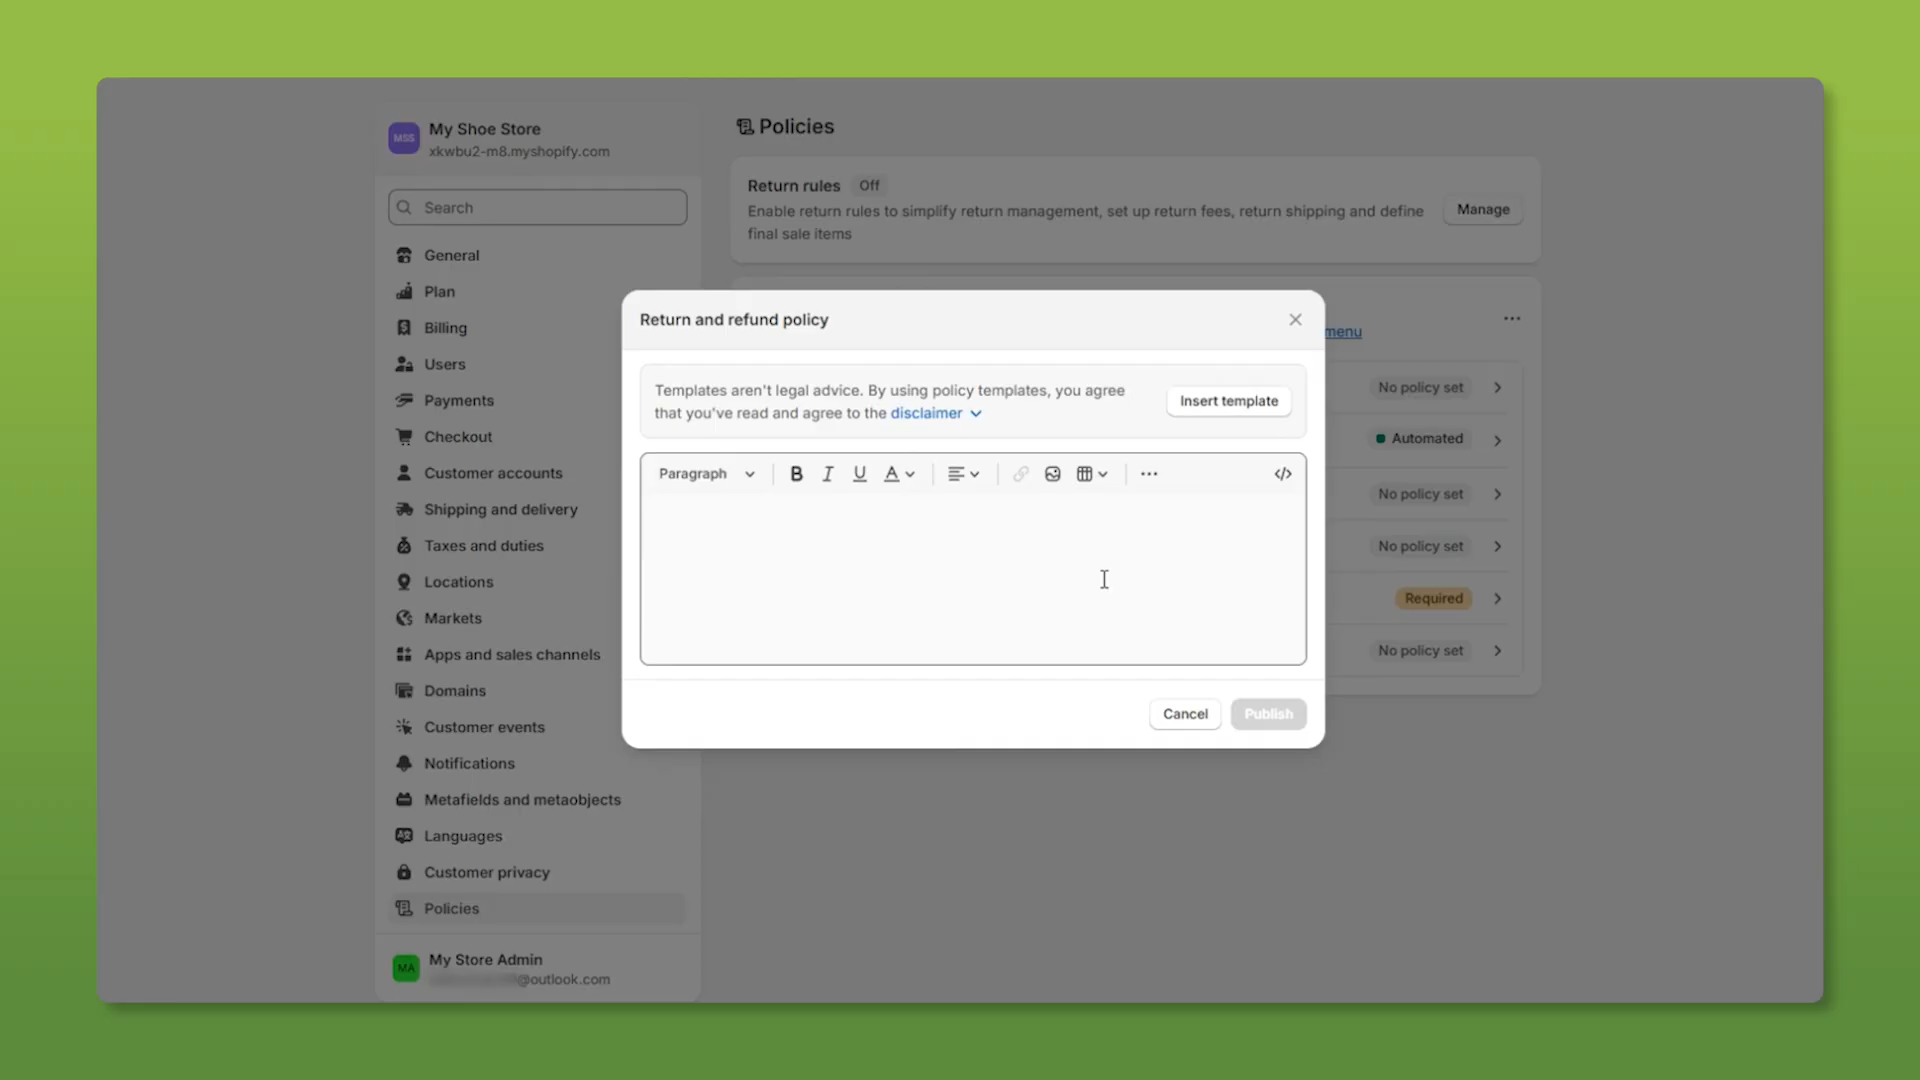 MSS
My Shoe Store
xkwbu2-m8.myshopify.com
Search
General
Plan
Billing
Users
Payments
Checkout
Customer accounts
Shipping and delivery
Taxes and duties
Locations
Markets
Apps and sales channels
Domains
Customer events
Notifications
Metafields and metaobjects
Languages
Customer privacy
Policies
MA
My Store Admin
@outlook.com
Policies
Return rules Off
Enable return rules to simplify return management, set up return fees, return shipping and define
final sale items
Manage
menu
No policy set
Automated
No policy set
No policy set
Required
No policy set
Return and refund policy
Templates aren't legal advice. By using policy templates, you agree
that you've read and agree to the disclaimer
Insert template
Paragraph B I U A
Cancel Publish